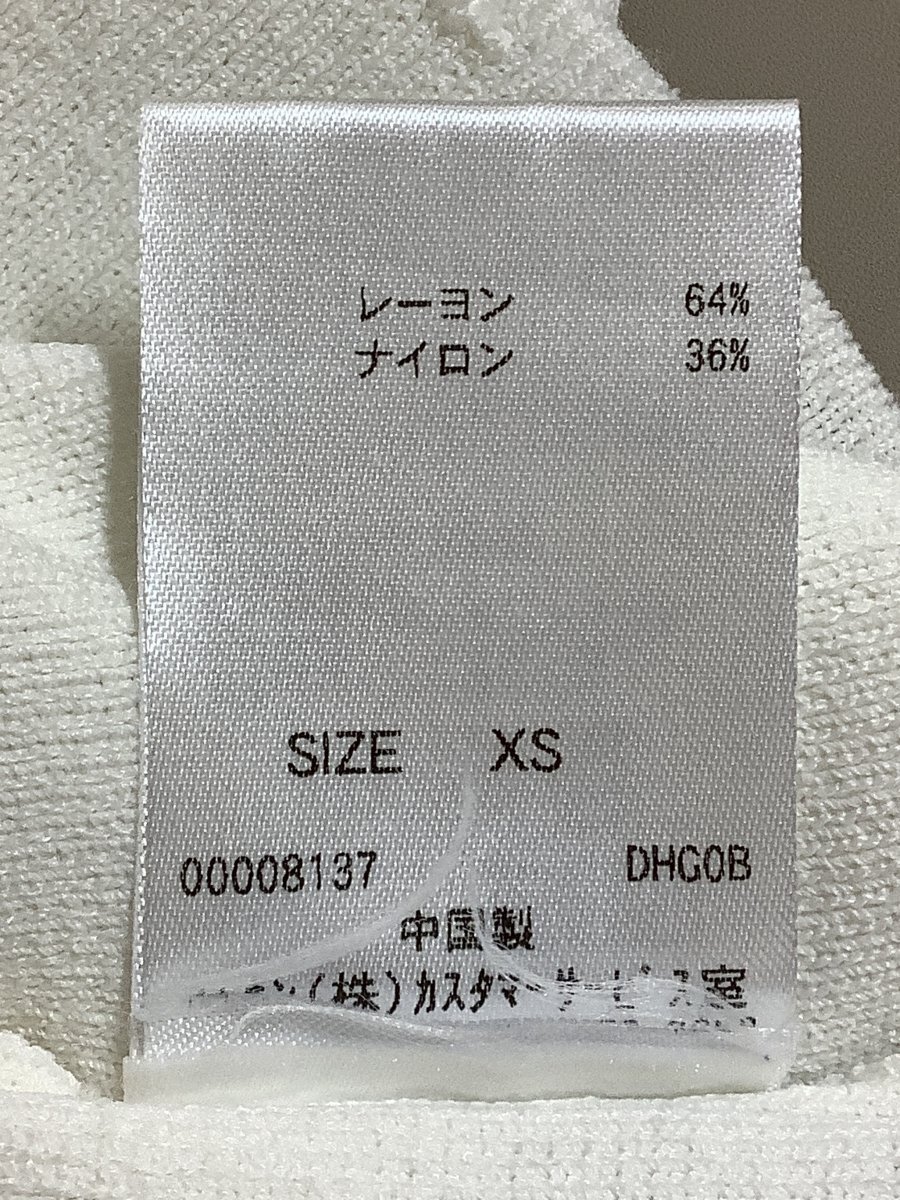 レーヨン 64%
ナイロン 36%
SIZE XS
00008137 DHG0B
中国製
(株)カスタマーサービス室